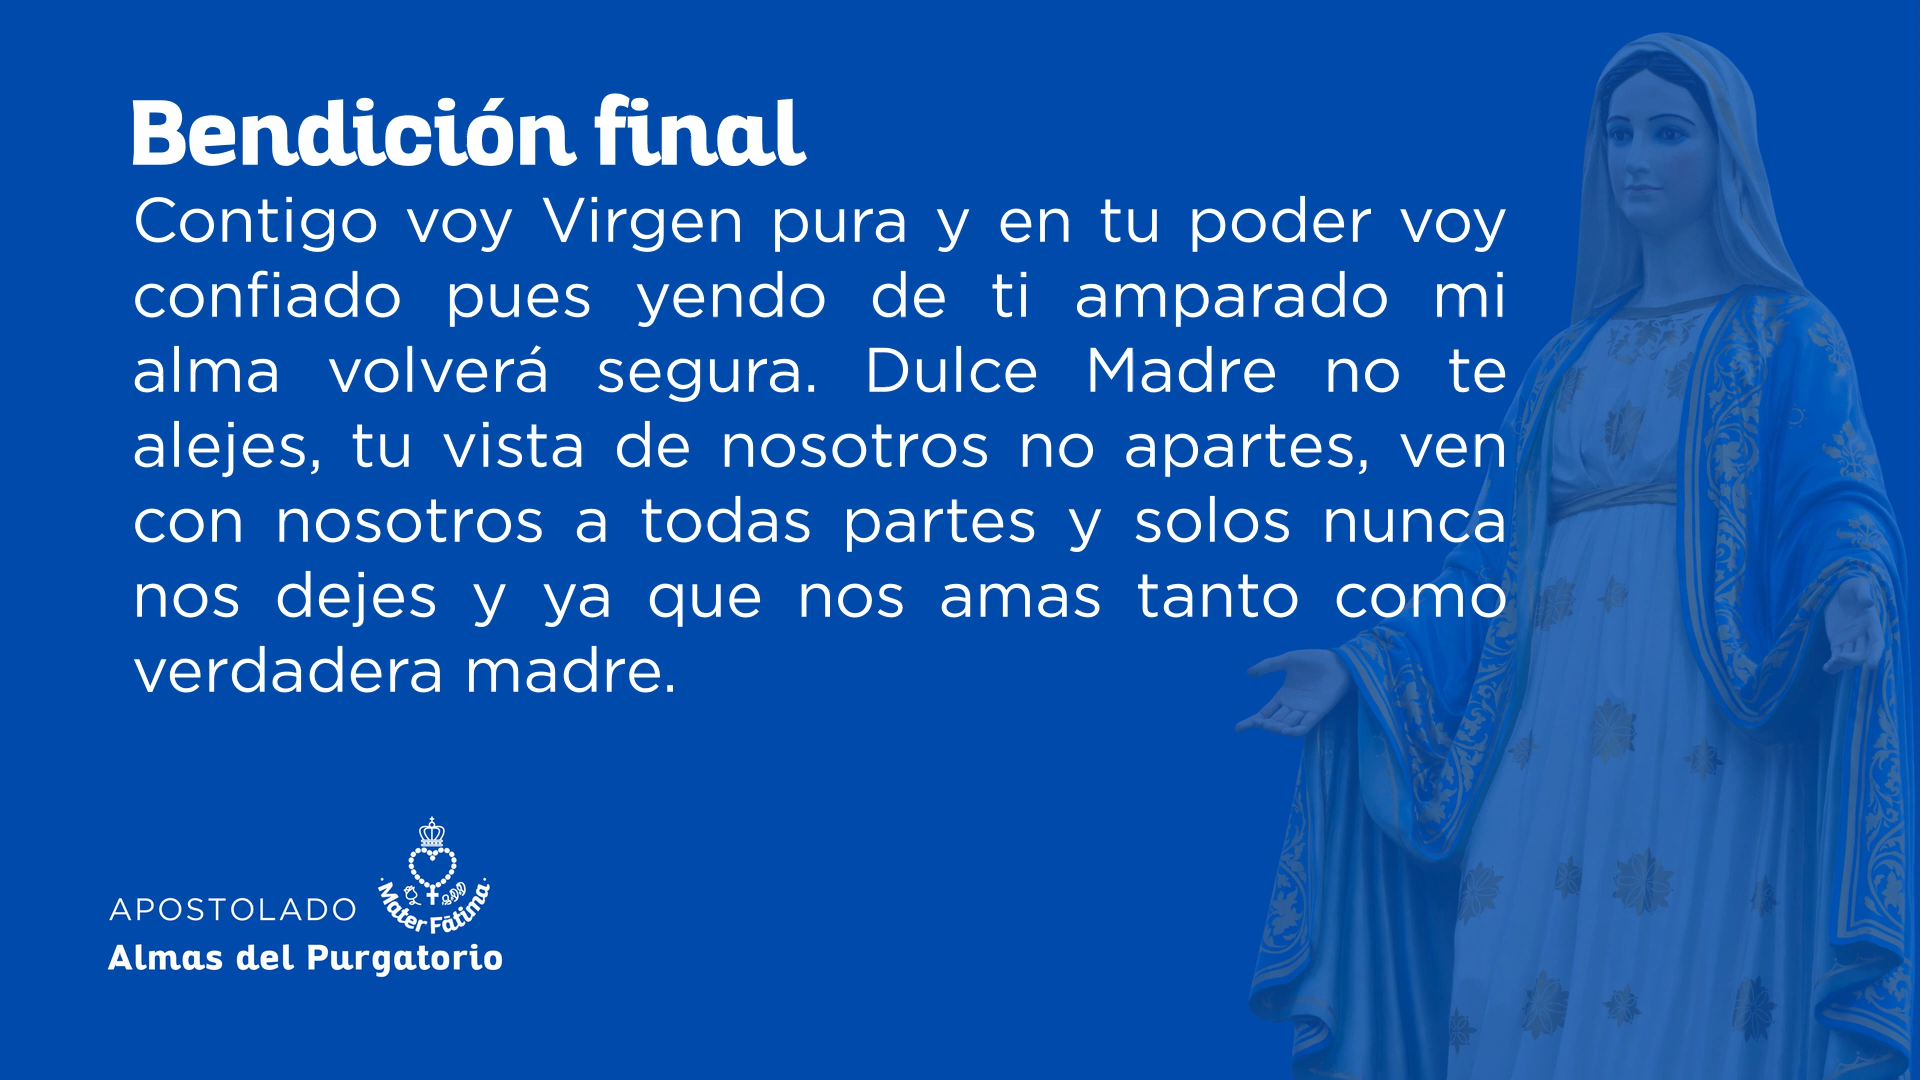 Bendición final
Contigo voy Virgen pura y en tu poder voy
confiado pues yendo de ti amparado mi
alma volverá segura. Dulce Madre no te
alejes, tu vista de nosotros no apartes, ven
con nosotros a todas partes y solos nunca
nos dejes y ya que nos amas tanto como
verdadera madre.
APOSTOLADO
Mater Fátima
Almas del Purgatorio